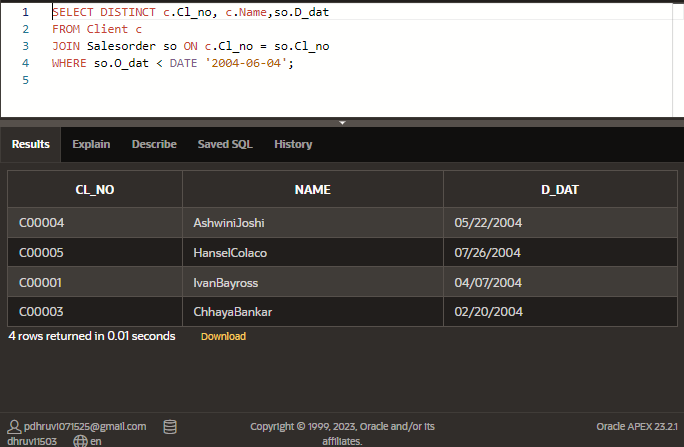 1 SELECT DISTINCT c.Cl_no, c.Name,so.D_dat
2 FROM Client c
3 JOIN Salesorder so ON c.Cl_no = so.Cl_no
4 WHERE so.O_dat < DATE '2004-06-04';
5
Results Explain Describe Saved SQL History
CL_NO NAME D_DAT
C00004 AshwiniJoshi 05/22/2004
C00005 HanselColaco 07/26/2004
C00001 IvanBayross 04/07/2004
C00003 ChhayaBankar 02/20/2004
4 rows returned in 0.01 seconds Download
pdhruvi071525@gmail.com Copyright © 1999, 2023, Oracle and/or its Oracle APEX 23.2.1
dhruvi1503 en affiliates.